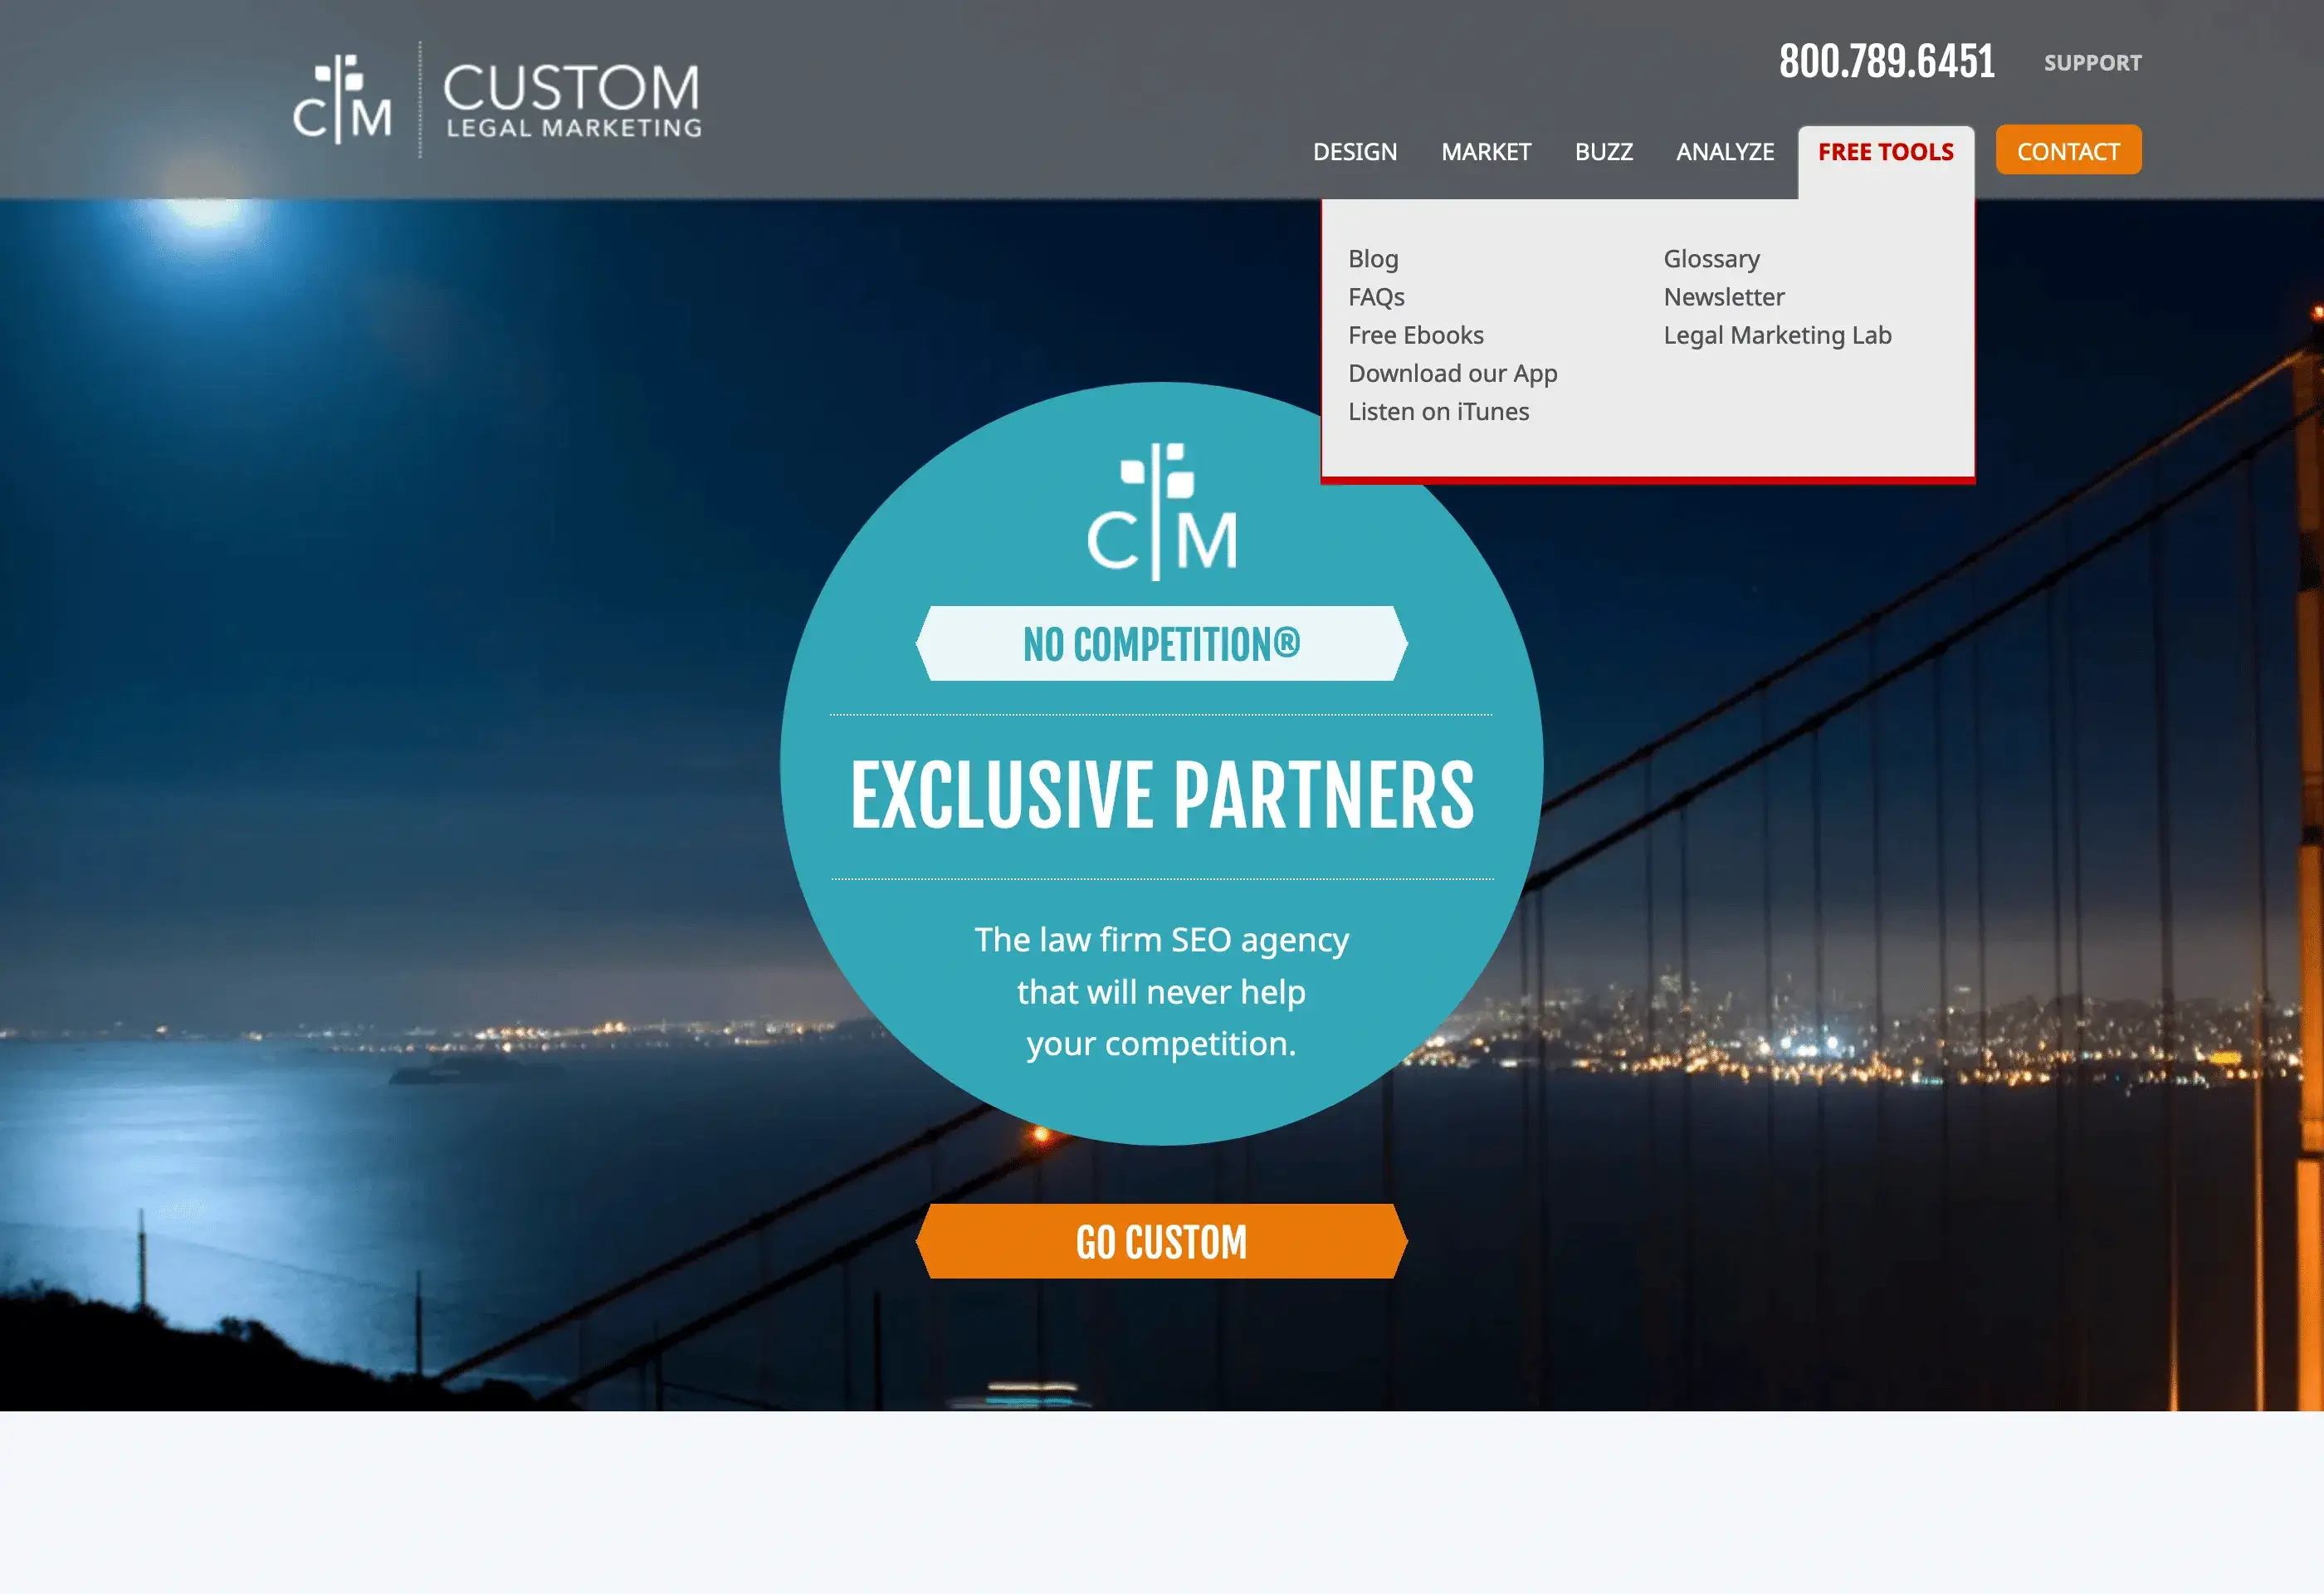 C M
CUSTOM
LEGAL MARKETING
800.789.6451
SUPPORT
DESIGN
MARKET
BUZZ
ANALYZE
FREE TOOLS
CONTACT
Blog
FAQs
Free Ebooks
Download our App
Listen on iTunes
Glossary
Newsletter
Legal Marketing Lab
C M
NO COMPETITION®
EXCLUSIVE PARTNERS
The law firm SEO agency
that will never help
your competition.
GO CUSTOM